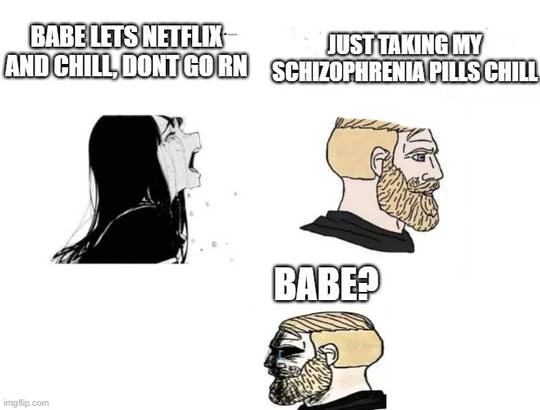 BABE LETS NETFLIX
AND CHILL, DONT GO RN
JUST TAKING MY
SCHIZOPHRENIA PILLS CHILL
BABE?
imgflip.com